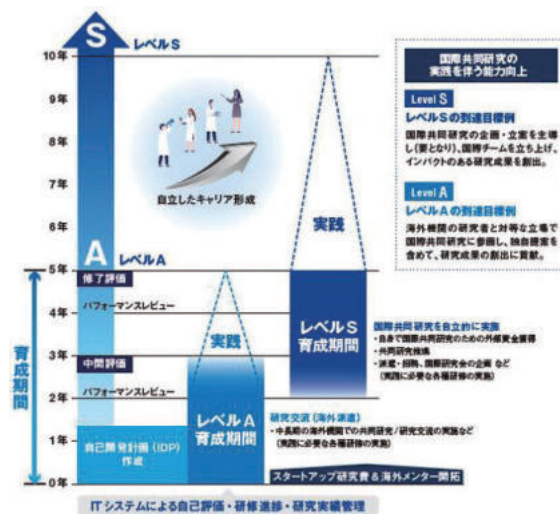 S
レベルS
10年
9年
8年
7年
6年
自立したキャリア形成
A
レベルA
5年
修了評価
パフォーマンスレビュー
4年
3年
中間評価
パフォーマンスレビュー
2年
1年
自己開発計画(IDP)
作成
0年
育成期間
実践
レベルA
育成期間
実践
レベルS
育成期間
国際共同研究の
実践を伴う能力向上
Level S
レベルSの到達目標例
国際共同研究の企画・立案を主導
し(要となり)、国際チームを立ち上げ、
インパクトのある研究成果を創出。
Level A
レベルAの到達目標例
海外機関の研究者と対等な立場で
国際共同研究に参画し、独自提案を
含めて、研究成果の創出に貢献。
国際共同研究を自立的に実施
・自身で国際共同研究のための外部資金獲得
・共同研究推進
・派遣・招聘、国際研究会の企画 など
(実践に必要な各種研修の実施)
研究交流(海外派遣)
・中長期の海外機関での共同研究/研究交流の実施など
(実践に必要な各種研修の実施)
スタートアップ研究費&海外メンター開拓
ITシステムによる自己評価・研修進捗・研究実績管理